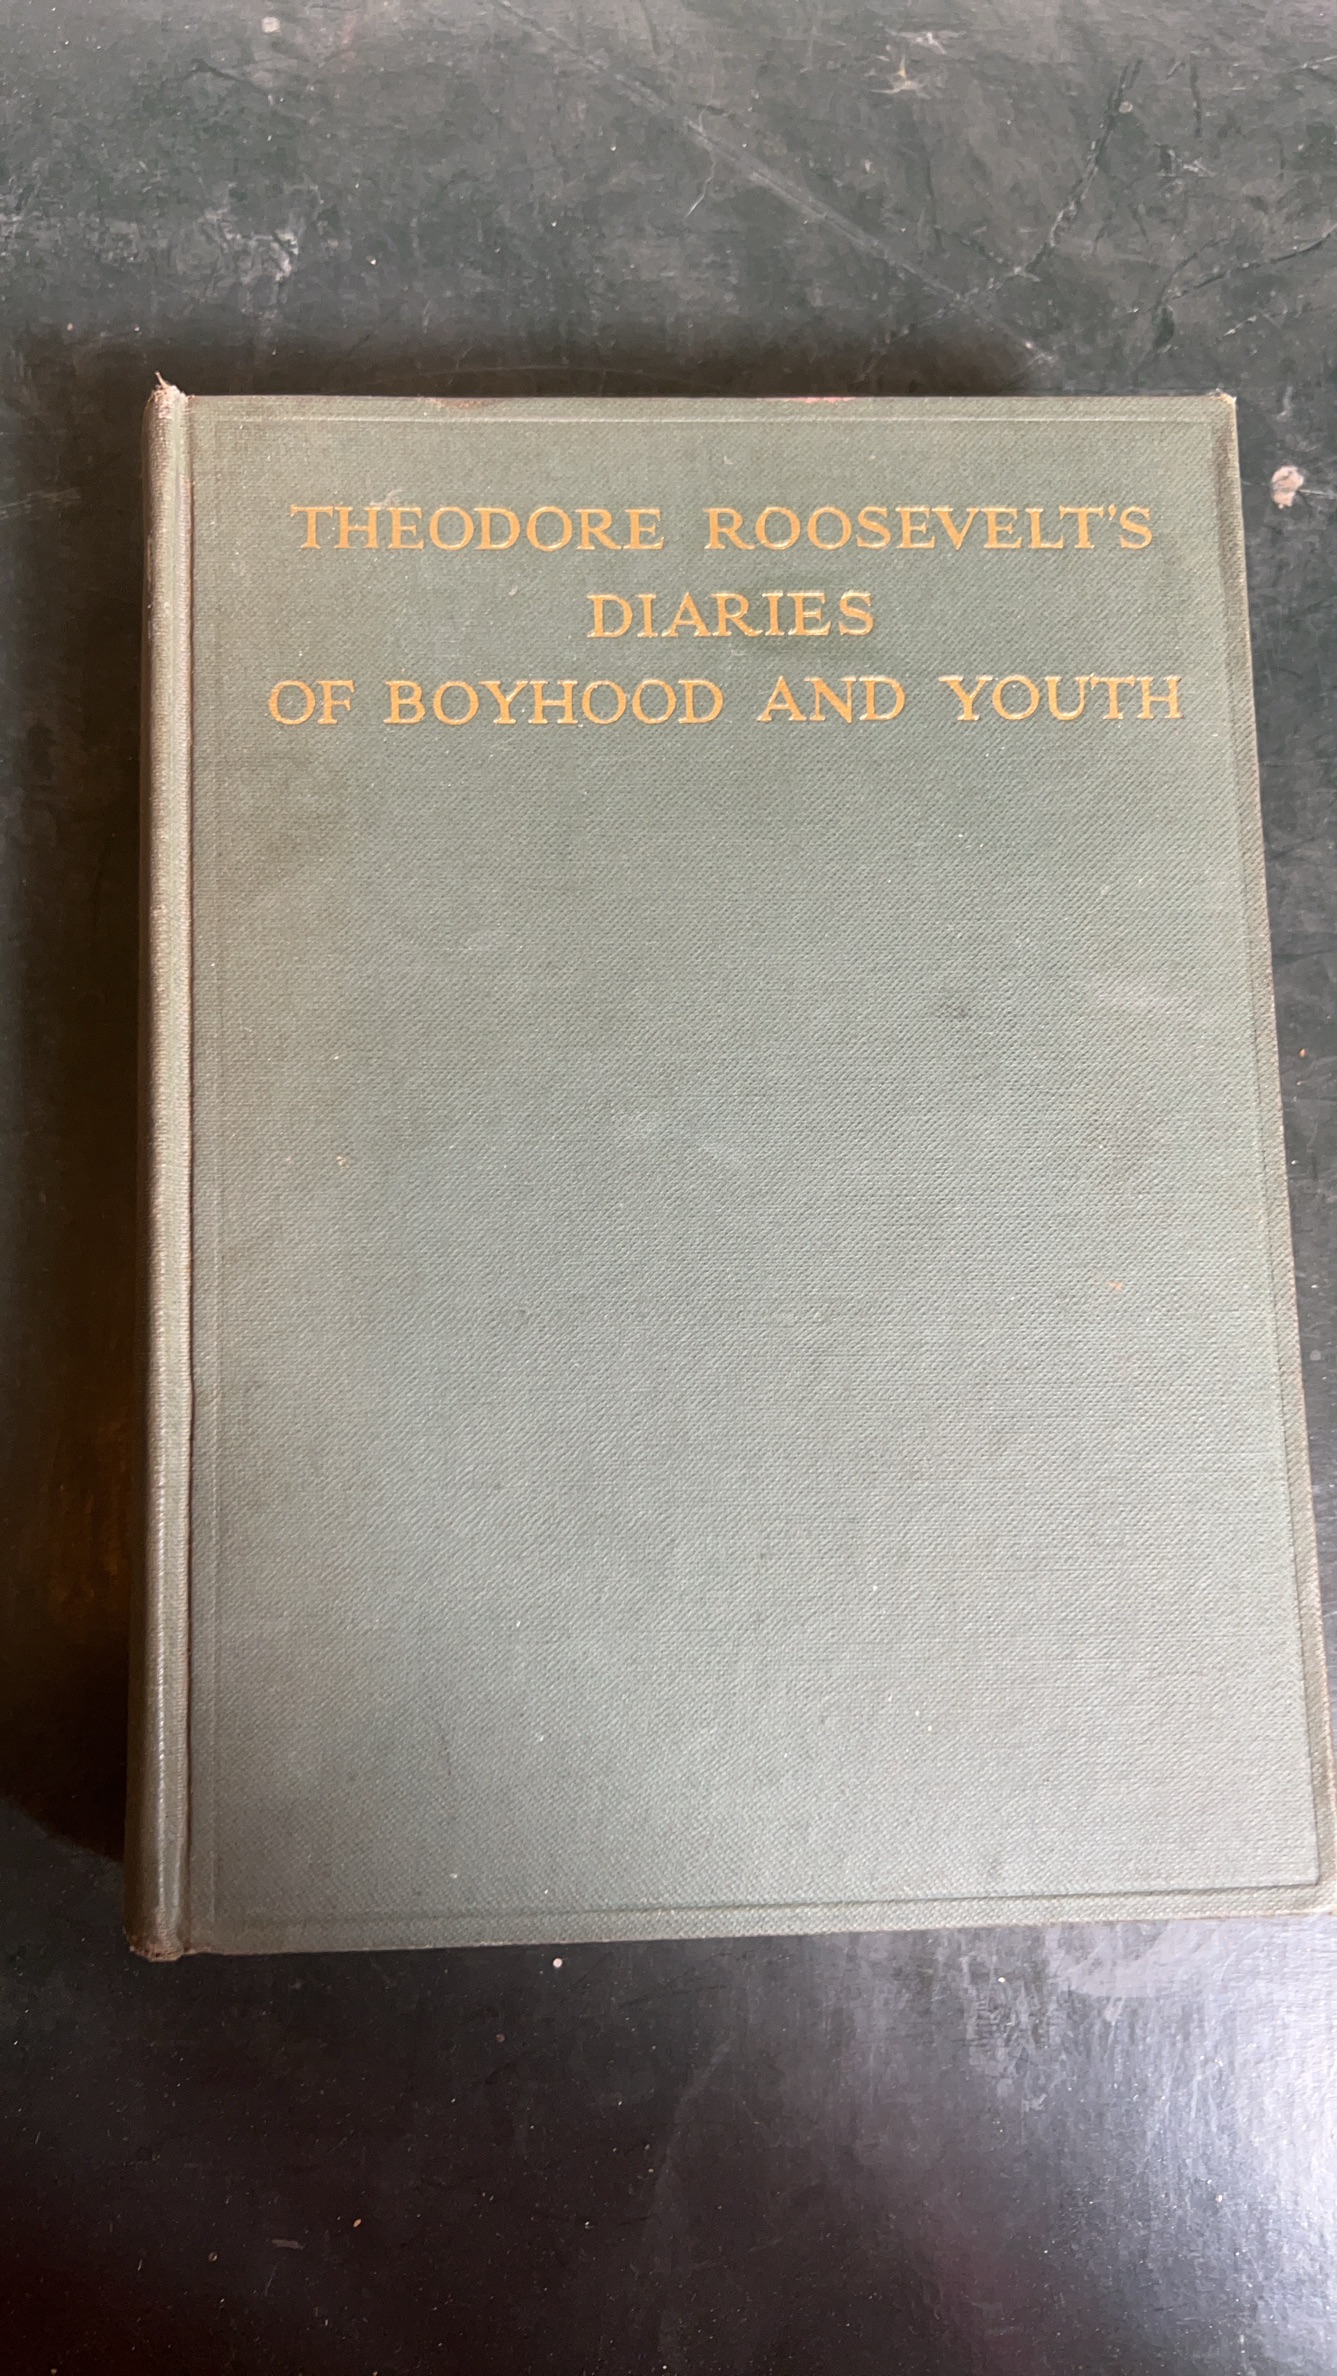 THEODORE ROOSEVELT'S
DIARIES
OF BOYHOOD AND YOUTH